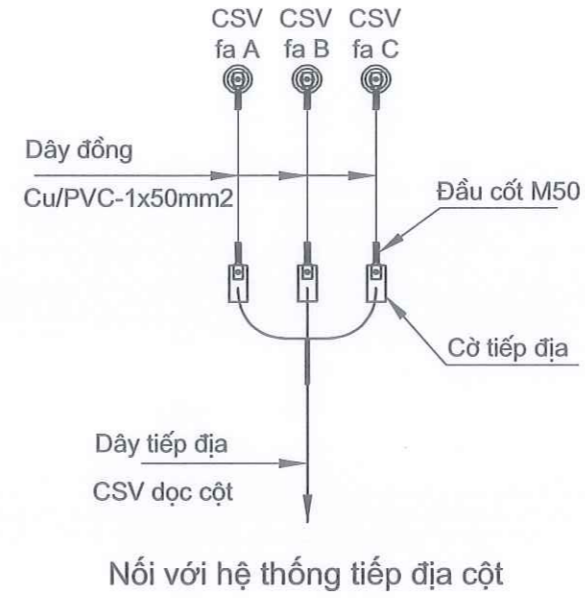 CSV CSV CSV
fa A fa B fa C
Dây đồng
Cu/PVC-1x50mm2
Đầu cốt M50
Cờ tiếp địa
Dây tiếp địa
CSV dọc cột
Nối với hệ thống tiếp địa cột